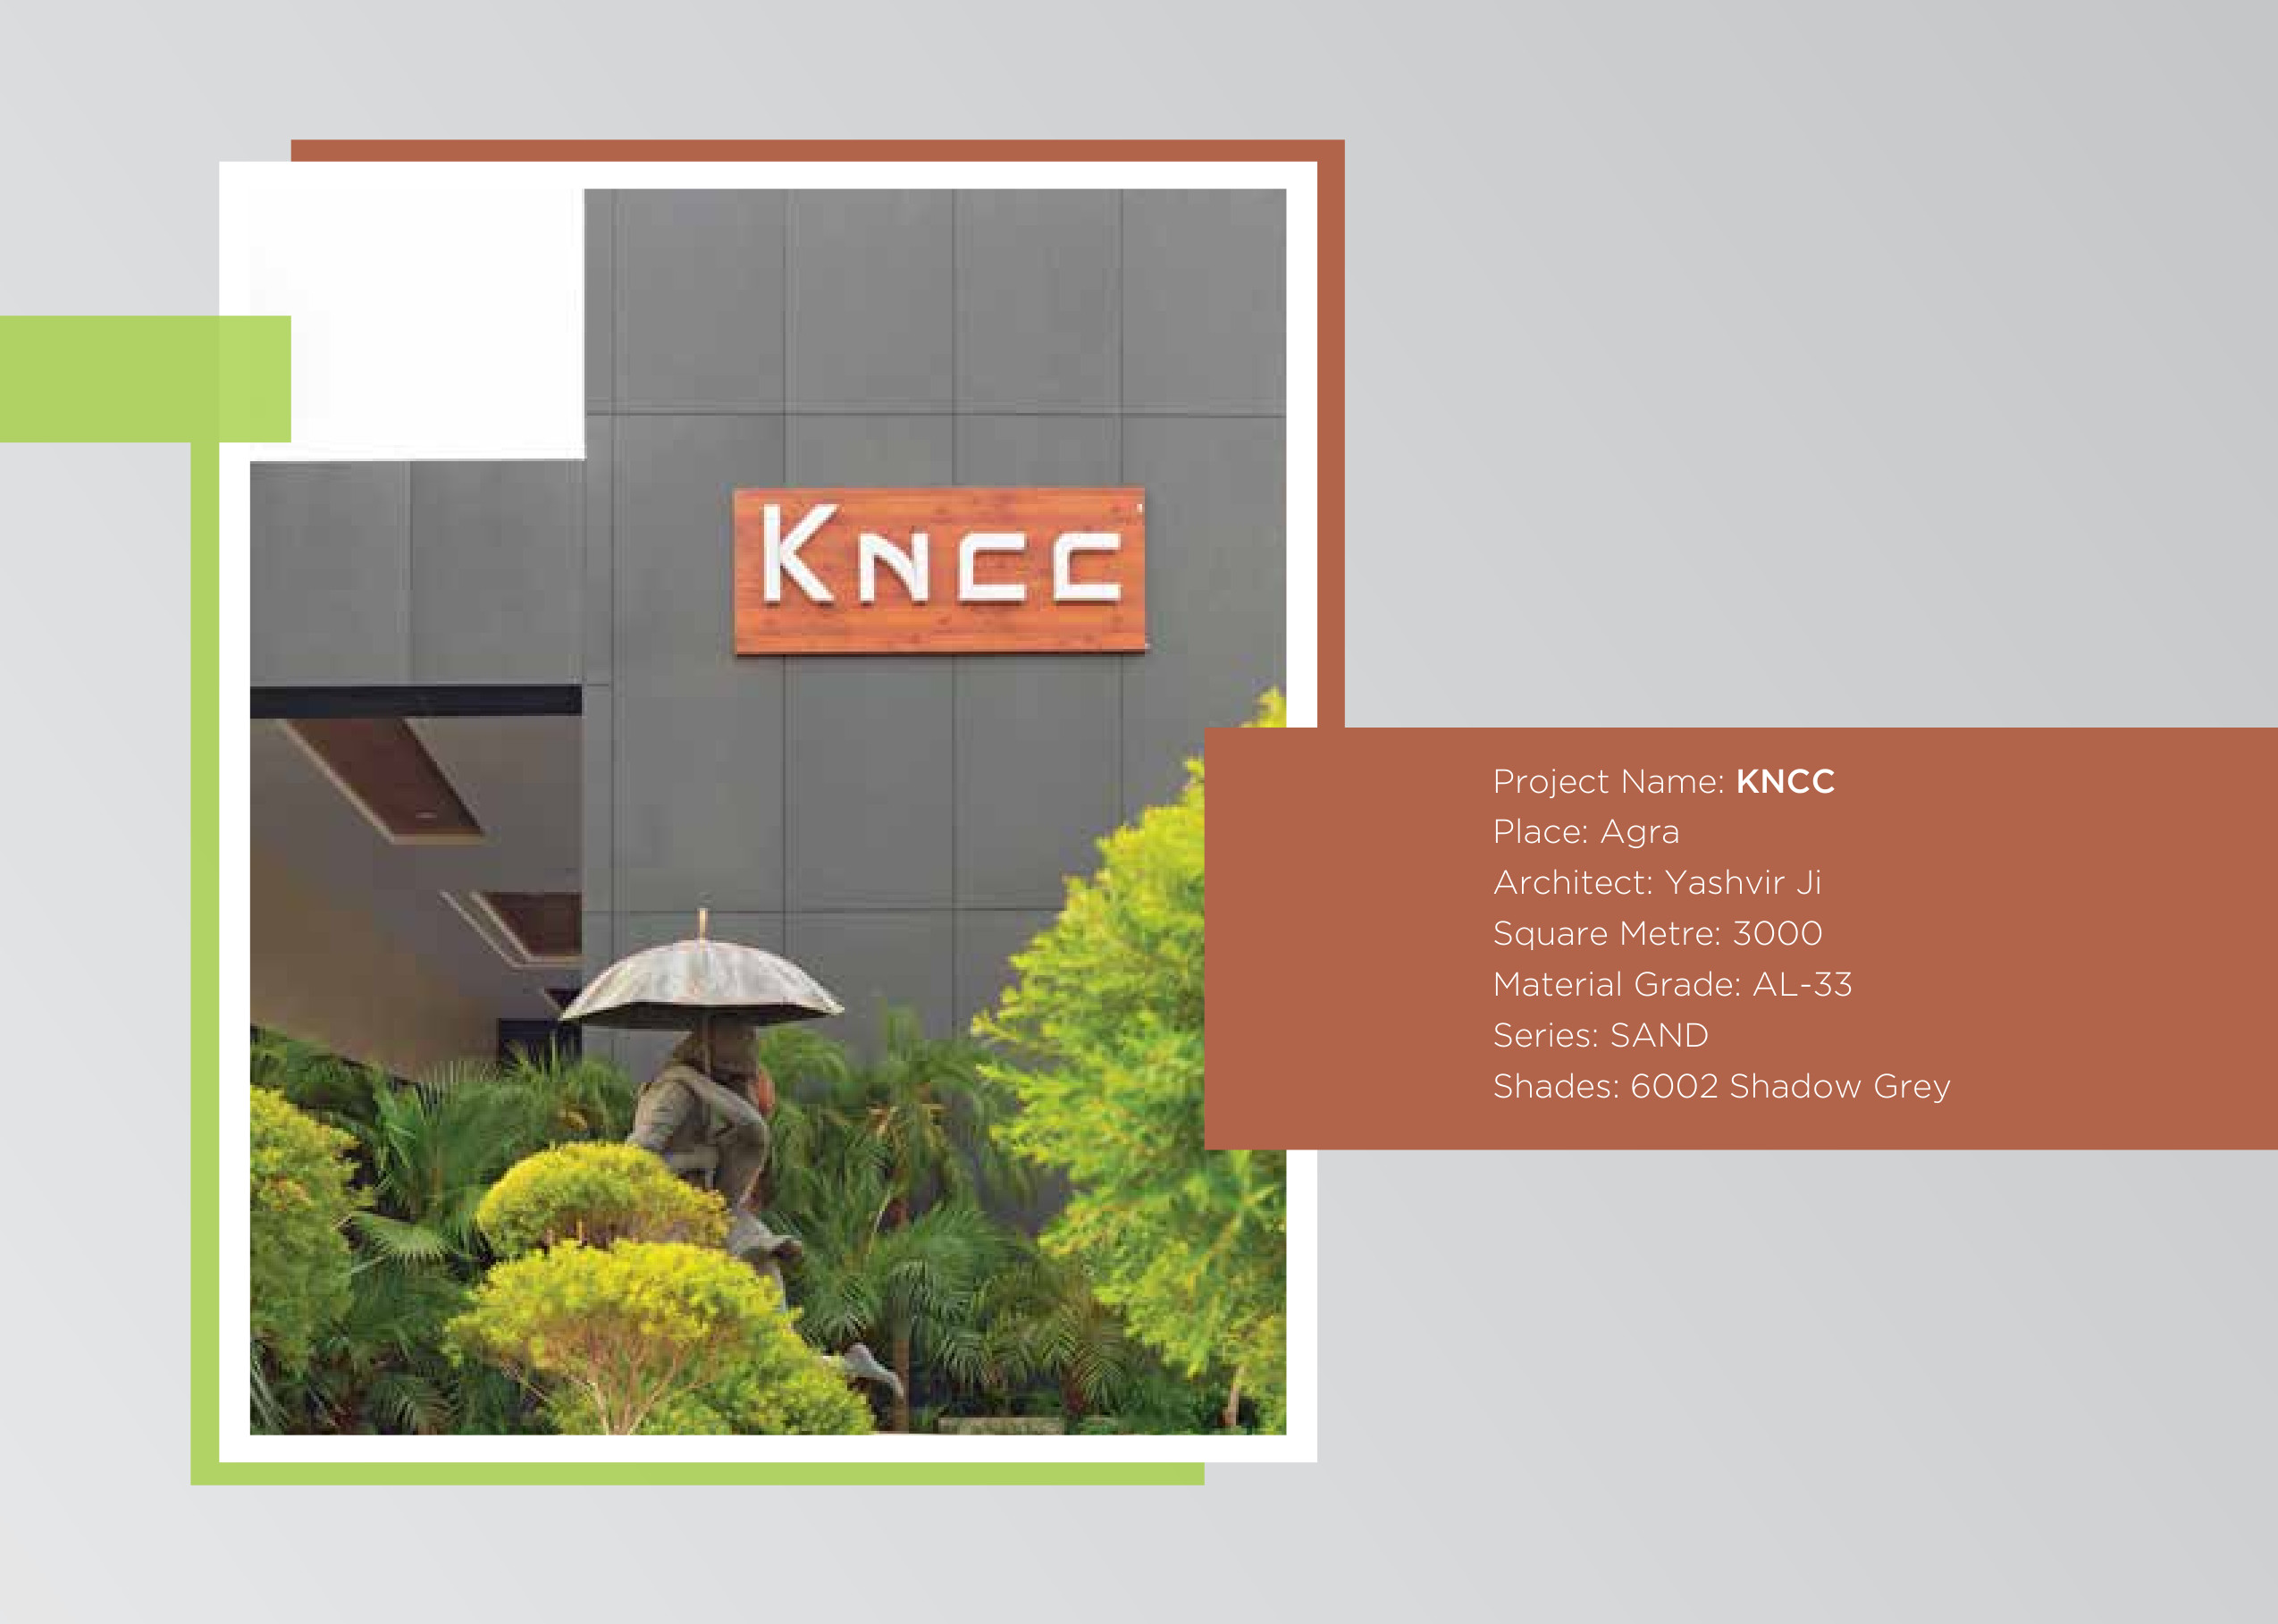 KNCC
Project Name: KNCC
Place: Agra
Architect: Yashvir Ji
Square Metre: 3000
Material Grade: AL-33
Series: SAND
Shades: 6002 Shadow Grey